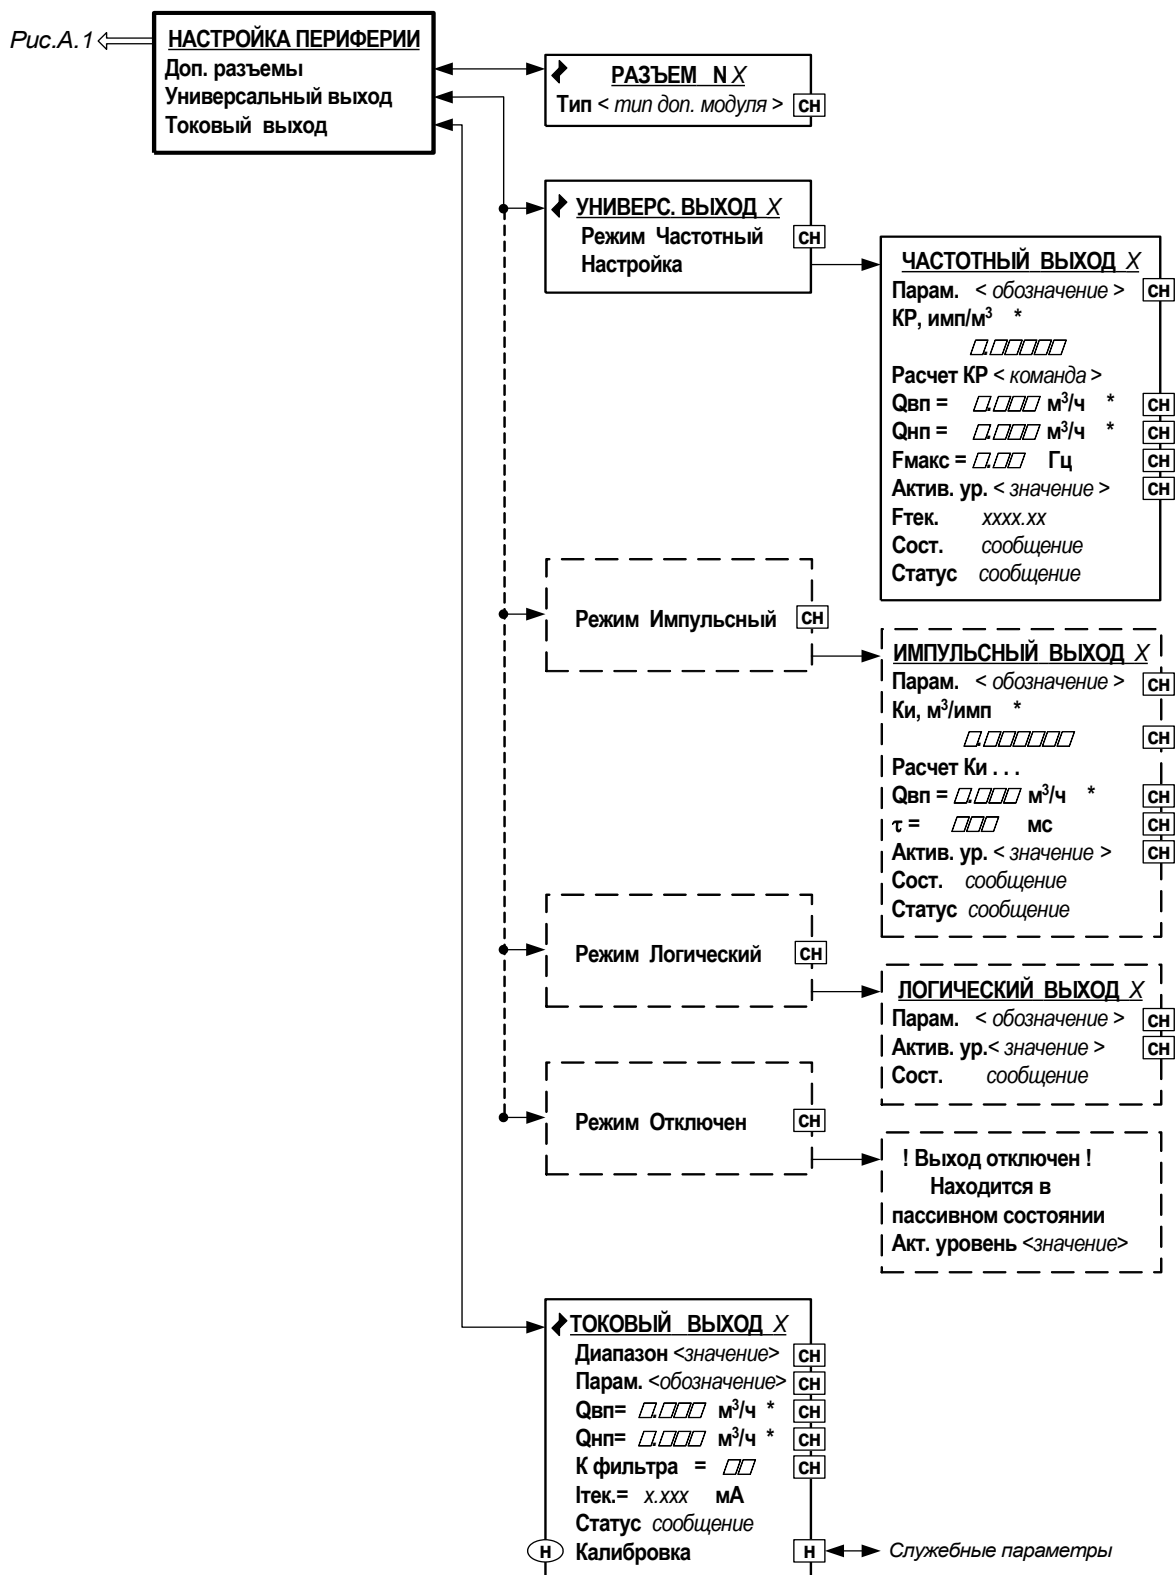 Рис.А.1
НАСТРОЙКА ПЕРИФЕРИИ
Доп. разъемы
Универсальный выход
Токовый выход
РАЗЪЕМ N X
Тип < тип доп. модуля > СН
УНИВЕРС. ВЫХОД X
Режим Частотный СН
Настройка
ЧАСТОТНЫЙ ВЫХОД X
Парам. < обозначение > СН
КР, имп/м³ *
Расчет КР < команда >
Qвп = м³/ч * СН
Qнп = м³/ч * СН
Fмакс = Гц СН
Актив. ур. < значение > СН
Fтек. xxxx.xx
Сост. сообщение
Статус сообщение
Режим Импульсный СН
ИМПУЛЬСНЫЙ ВЫХОД X
Парам. < обозначение > СН
Ки, м³/имп *
СН
Расчет Ки . . .
Qвп = м³/ч * СН
τ = мс СН
Актив. ур. < значение > СН
Сост. сообщение
Статус сообщение
Режим Логический СН
ЛОГИЧЕСКИЙ ВЫХОД X
Парам. < обозначение > СН
Актив. ур.< значение > СН
Сост. сообщение
Режим Отключен СН
! Выход отключен !
Находится в
пассивном состоянии
Акт. уровень <значение>
ТОКОВЫЙ ВЫХОД X
Диапазон <значение> СН
Парам. <обозначение> СН
Qвп= м³/ч * СН
Qнп= м³/ч * СН
К фильтра = СН
Iтек.= x.xxx мА
Статус сообщение
Н Калибровка Н Служебные параметры